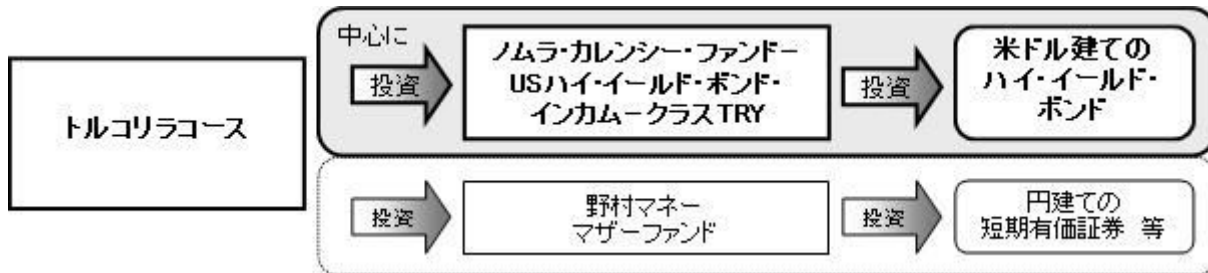 トルコリラコース
中心に
投資
ノムラ・カレンシー・ファンドー
USハイ・イールド・ボンド・
インカムークラスTRY
投資
米ドル建ての
ハイ・イールド・
ボンド
投資
野村マネー
マザーファンド
投資
円建ての
短期有価証券 等